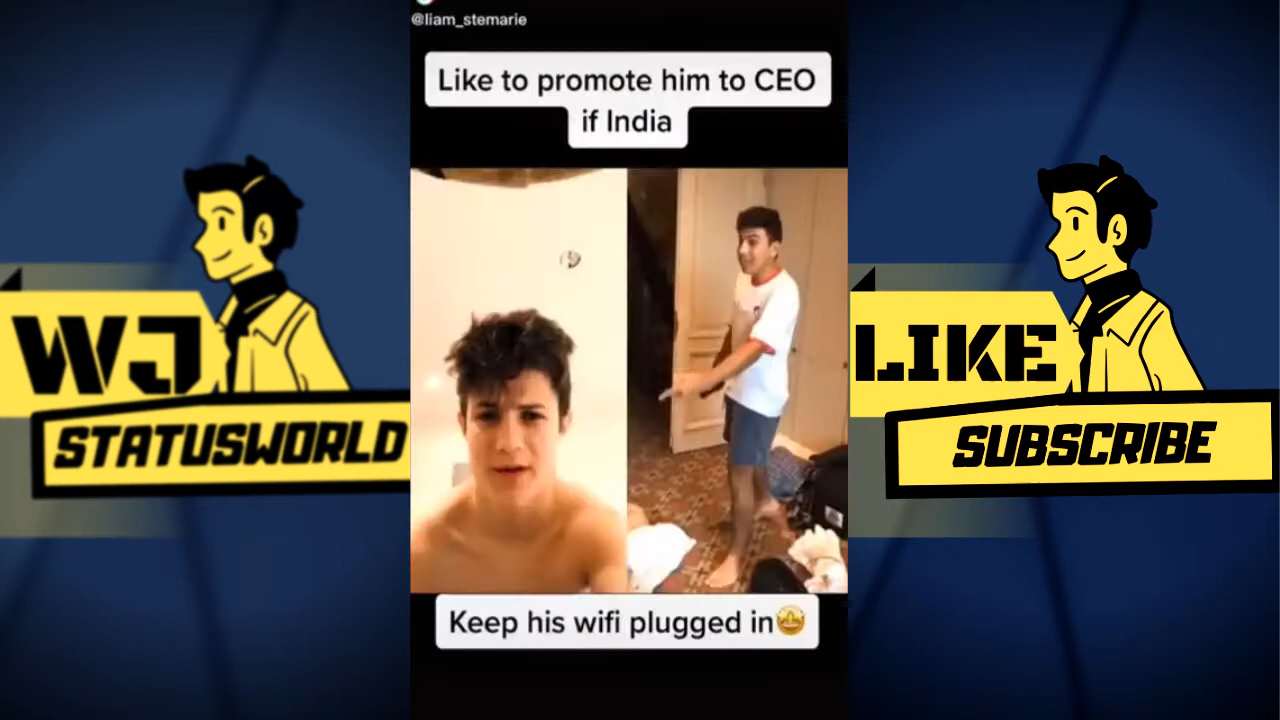 @liam_stemarie
Like to promote him to CEO
if India
WJ
STATUSWORLD
LIKE
SUBSCRIBE
Keep his wifi plugged in🤩